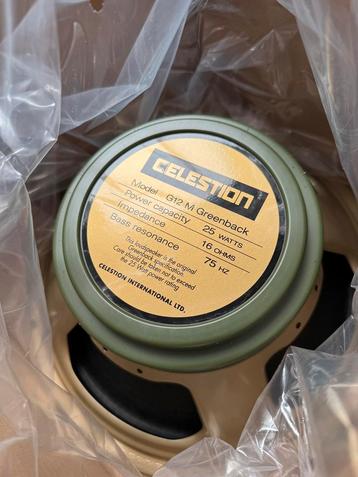 CELESTION
Model G12 M Greenback
Power capacity 25 WATTS
Impedance 16 OHMS
Bass resonance 75 HZ
This loudspeaker is the original
Greenback specification.
Care should be taken not to exceed
the 25 Watt power rating
CELESTION INTERNATIONAL LTD.